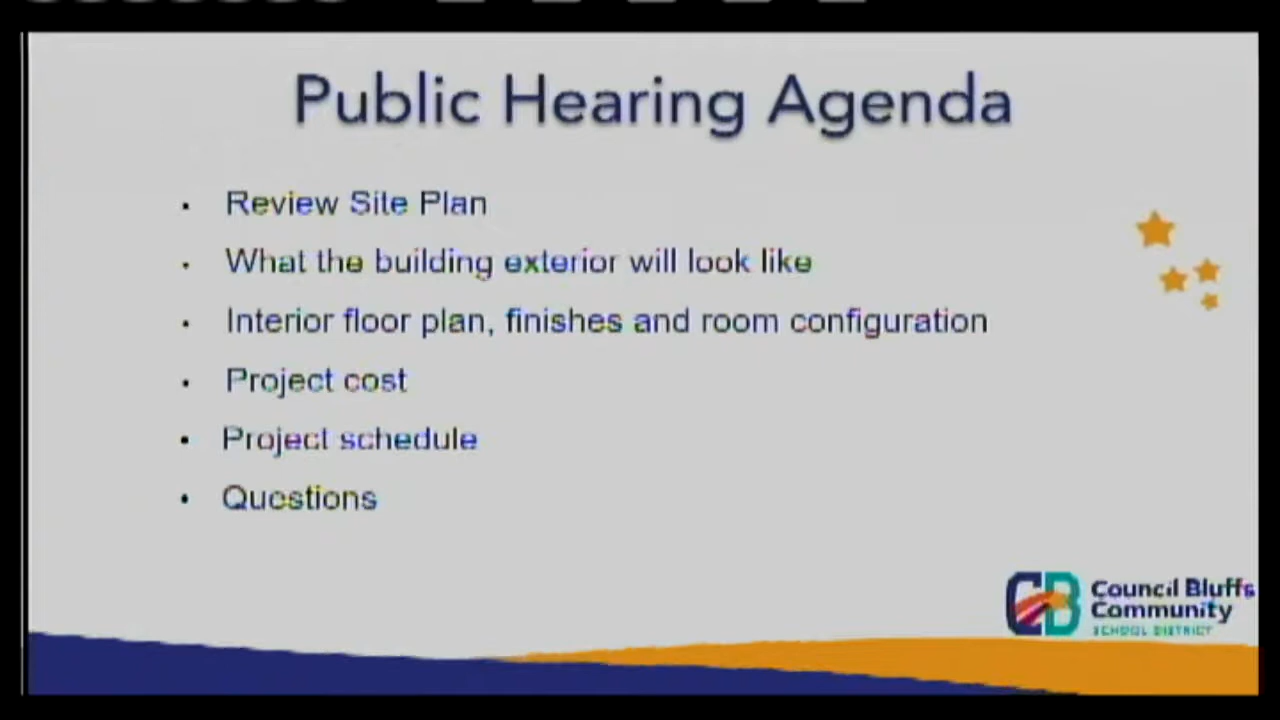 Public Hearing Agenda
• Review Site Plan
• What the building exterior will look like
• Interior floor plan, finishes and room configuration
• Project cost
• Project schedule
• Questions
CB Council Bluffs
Community
SCHOOL DISTRICT